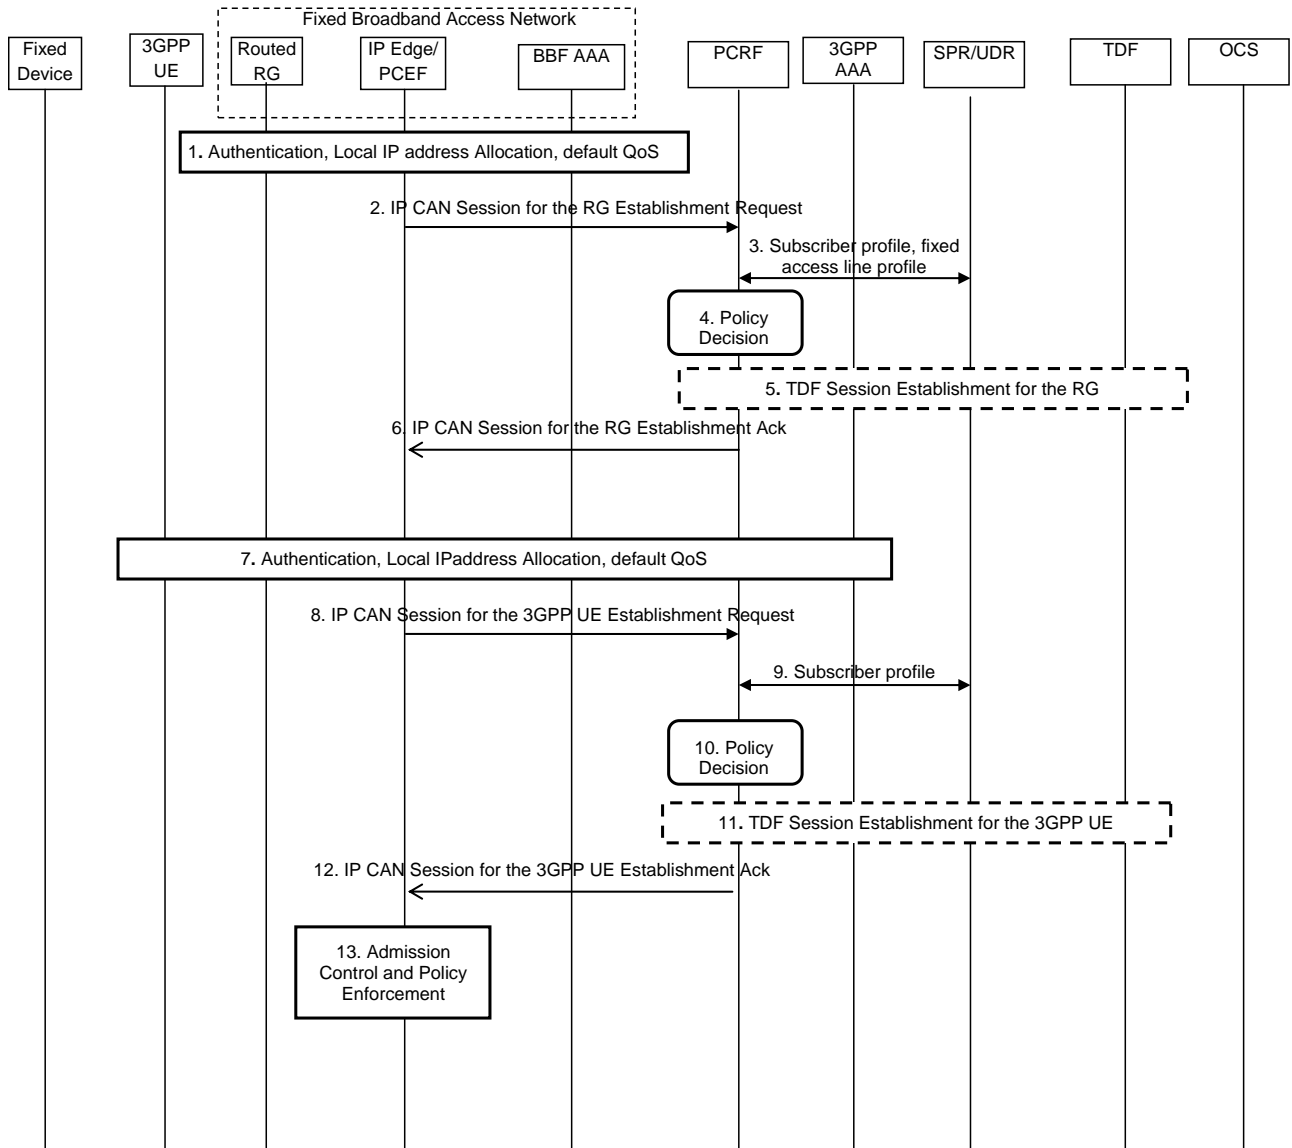 Fixed Broadband Access Network
Fixed
Device
3GPP
UE
Routed
RG
IP Edge/
PCEF
BBF AAA
PCRF
3GPP
AAA
SPR/UDR
TDF
OCS
1. Authentication, Local IP address Allocation, default QoS
2. IP CAN Session for the RG Establishment Request
3. Subscriber profile, fixed
access line profile
4. Policy
Decision
5. TDF Session Establishment for the RG
6. IP CAN Session for the RG Establishment Ack
7. Authentication, Local IPaddress Allocation, default QoS
8. IP CAN Session for the 3GPP UE Establishment Request
9. Subscriber profile
10. Policy
Decision
11. TDF Session Establishment for the 3GPP UE
12. IP CAN Session for the 3GPP UE Establishment Ack
13. Admission
Control and Policy
Enforcement